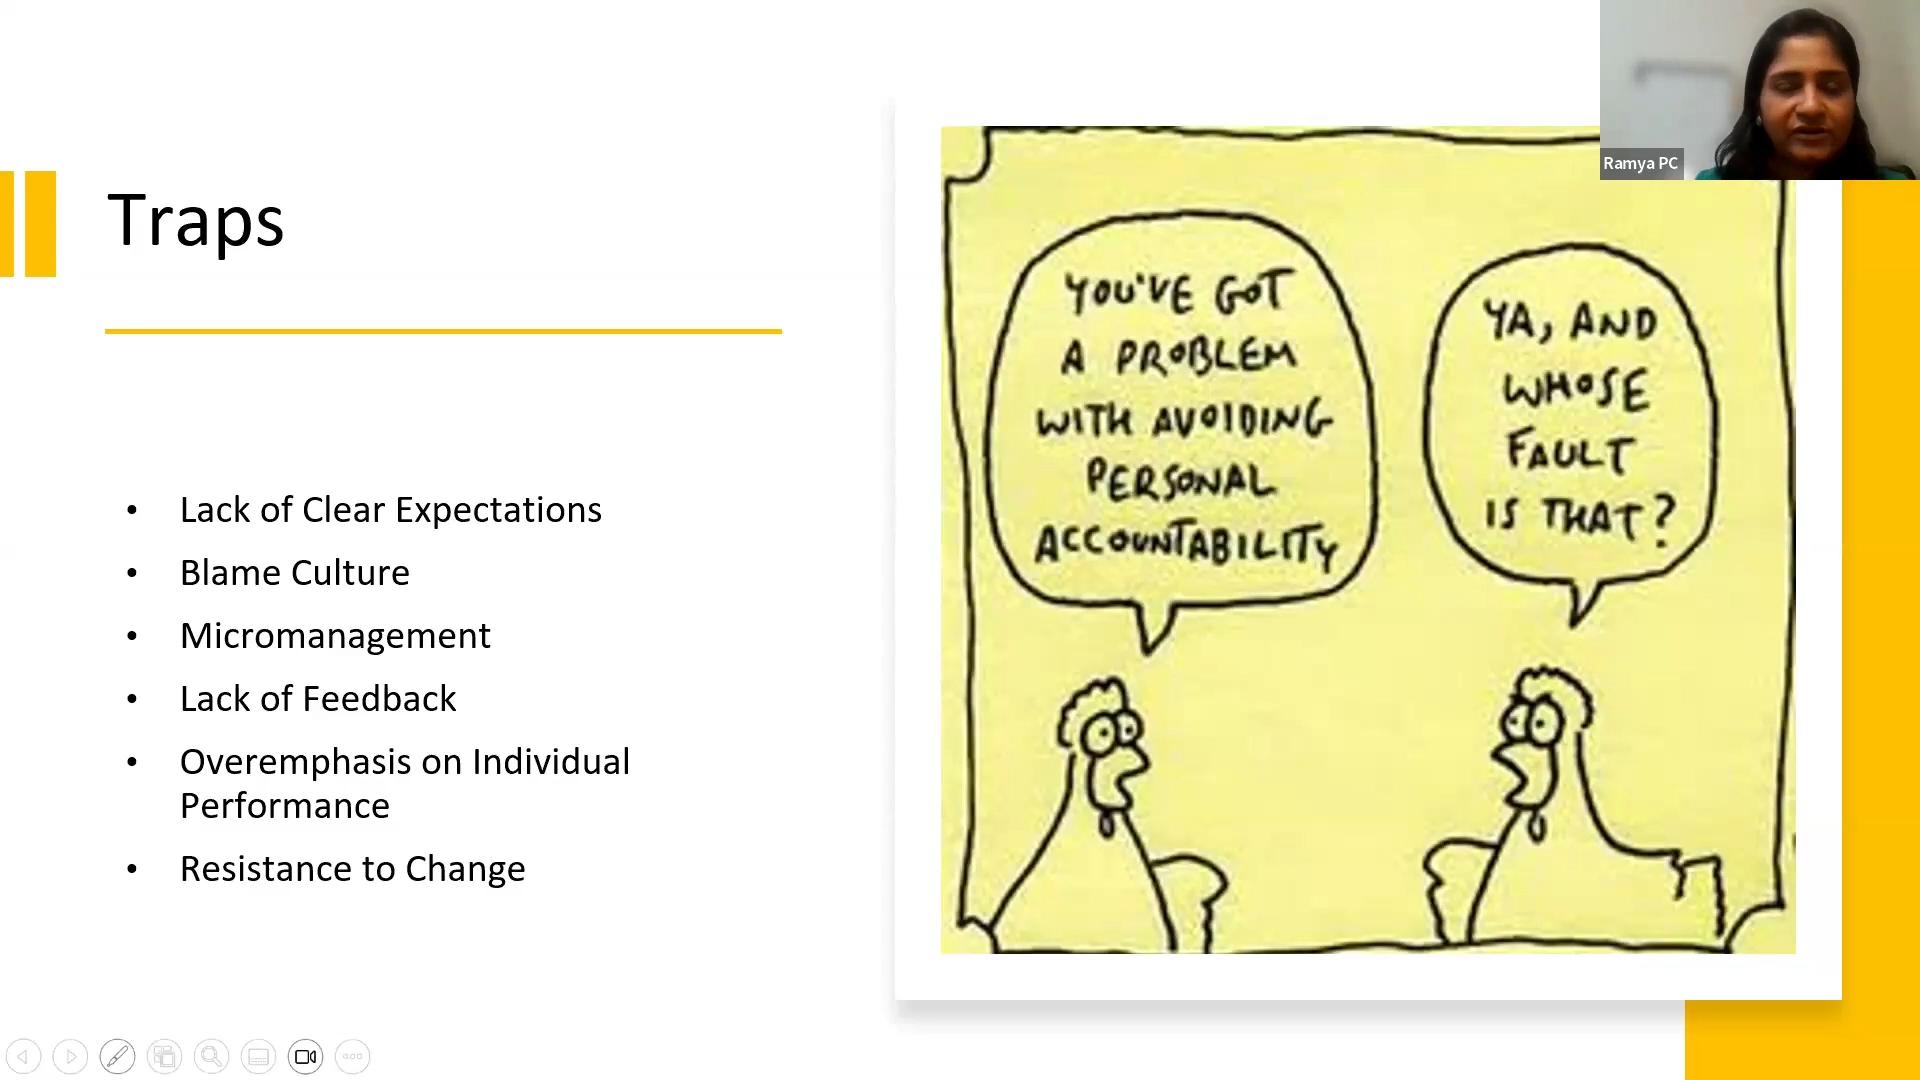 Traps
• Lack of Clear Expectations
• Blame Culture
• Micromanagement
• Lack of Feedback
• Overemphasis on Individual
Performance
• Resistance to Change
YOU'VE GOT
A PROBLEM
WITH AVOIDING
PERSONAL
ACCOUNTABILITY
YA, AND
WHOSE
FAULT
IS THAT?
Ramya PC